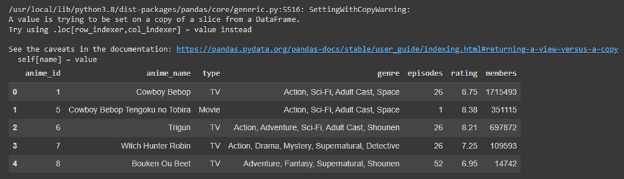 /usr/local/lib/python3.8/dist-packages/pandas/core/generic.py:5516: SettingWithCopyWarning:
A value is trying to be set on a copy of a slice from a DataFrame.
Try using .loc[row_indexer,col_indexer] = value instead
See the caveats in the documentation: https://pandas.pydata.org/pandas-docs/stable/user_guide/indexing.html#returning-a-view-versus-a-copy
self[name] = value
anime_id anime_name type genre episodes rating members
0 1 Cowboy Bebop TV Action, Sci-Fi, Adult Cast, Space 26 8.75 1715493
1 5 Cowboy Bebop Tengoku no Tobira Movie Action, Sci-Fi, Adult Cast, Space 1 8.38 351115
2 6 Trigun TV Action, Adventure, Sci-Fi, Adult Cast, Shounen 26 8.21 697872
3 7 Witch Hunter Robin TV Action, Drama, Mystery, Supernatural, Detective 26 7.25 109593
4 8 Bouken Ou Beet TV Adventure, Fantasy, Supernatural, Shounen 52 6.95 14742